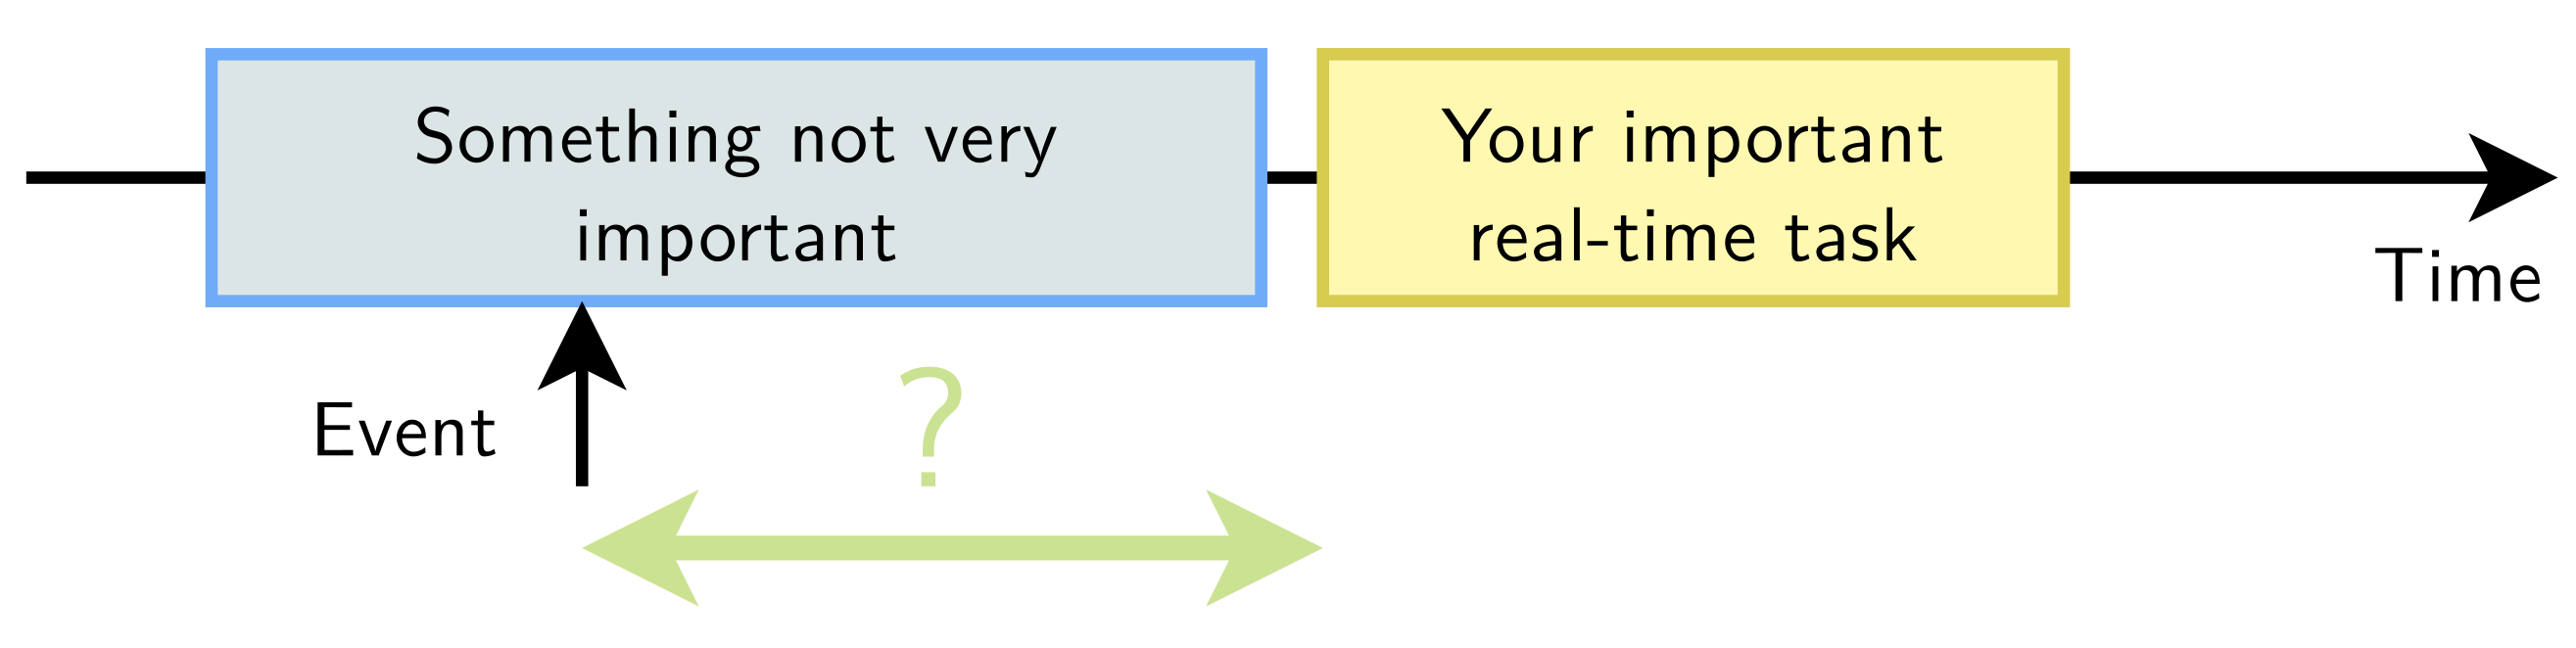 Something not very
important
Your important
real-time task
Time
Event
?